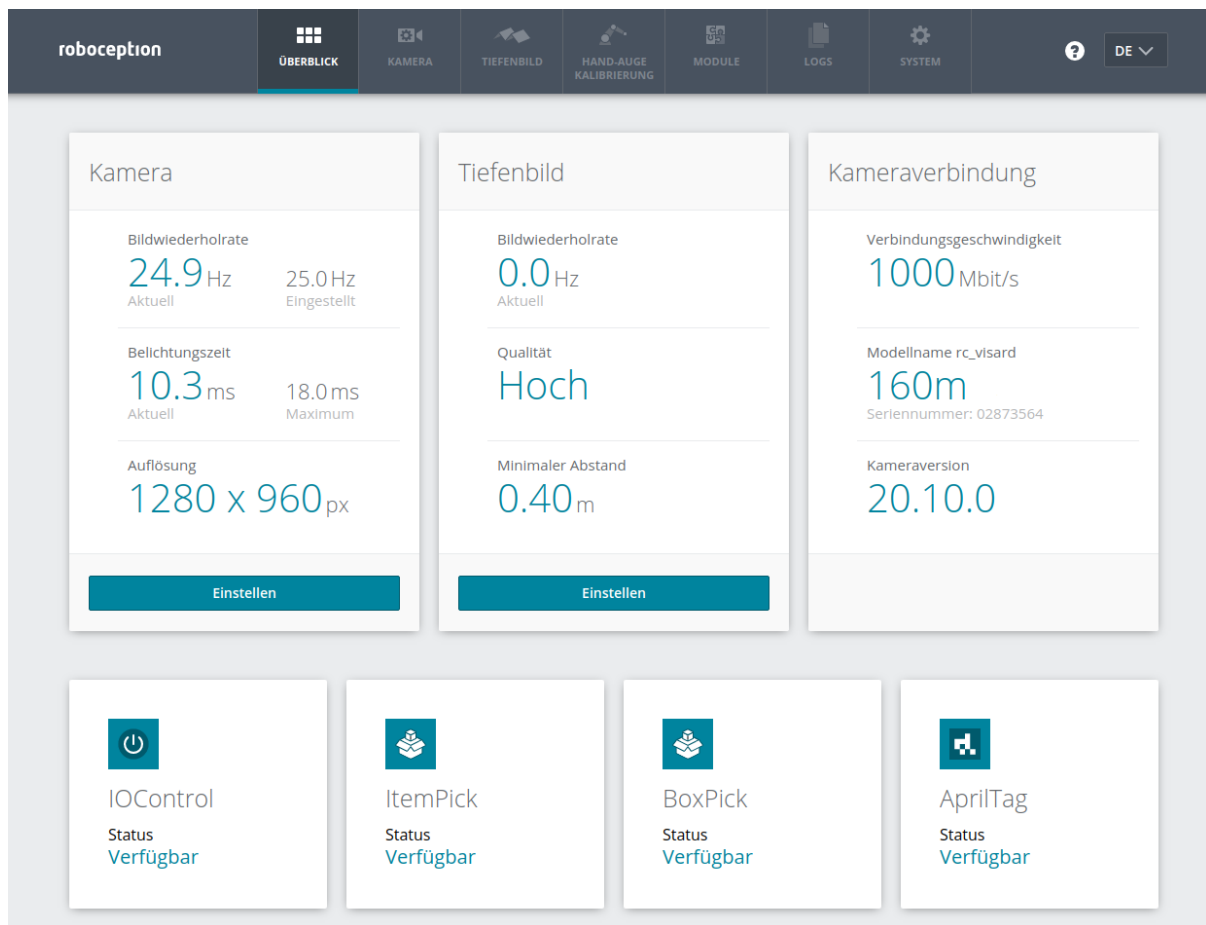 roboception
ÜBERBLICK
KAMERA
TIEFENBILD
HAND-AUGE
KALIBRIERUNG
MODULE
LOGS
SYSTEM
?
DE
Kamera
Bildwiederholrate
24.9 Hz 25.0 Hz
Aktuell Eingestellt
Belichtungszeit
10.3 ms 18.0 ms
Aktuell Maximum
Auflösung
1280 x 960 px
Einstellen
Tiefenbild
Bildwiederholrate
0.0 Hz
Aktuell
Qualität
Hoch
Minimaler Abstand
0.40 m
Einstellen
Kameraverbindung
Verbindungsgeschwindigkeit
1000 Mbit/s
Modellname rc_visard
160m
Seriennummer: 02873564
Kameraversion
20.10.0
IOControl
Status
Verfügbar
ItemPick
Status
Verfügbar
BoxPick
Status
Verfügbar
AprilTag
Status
Verfügbar